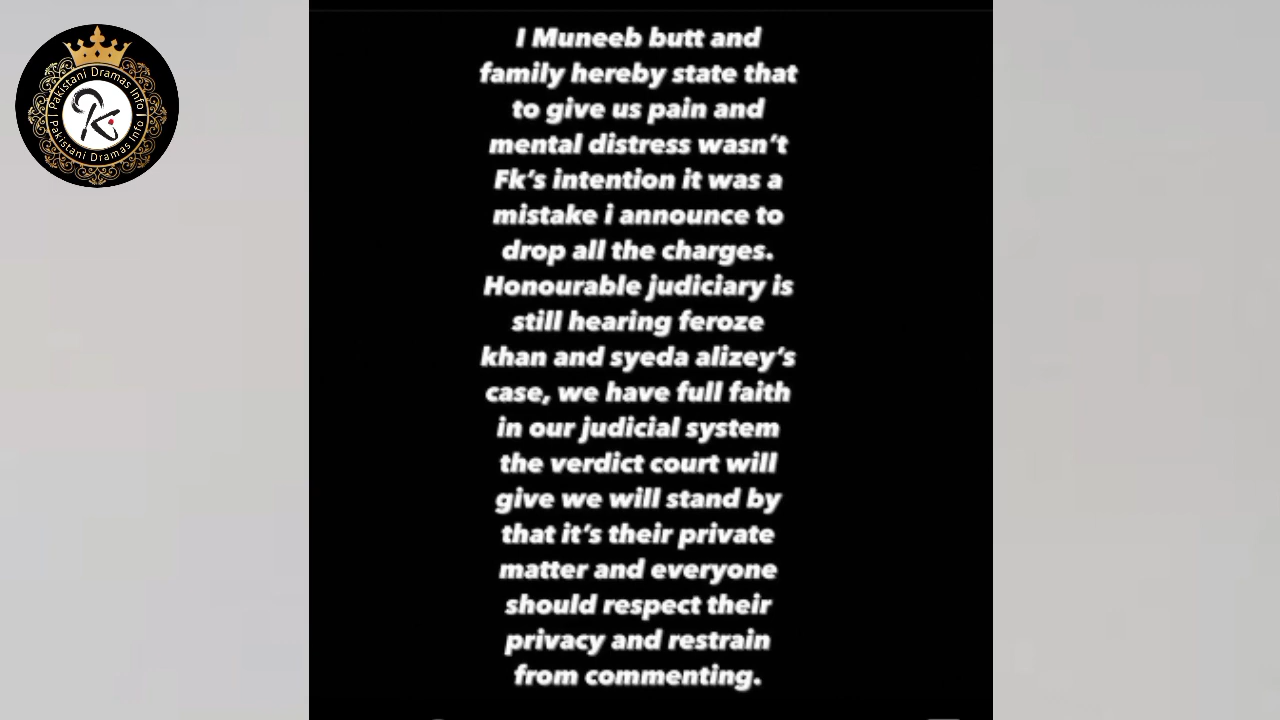 Pakistani Dramas Info
Pakistani Dramas Info
I Muneeb butt and
family hereby state that
to give us pain and
mental distress wasn't
Fk's intention it was a
mistake i announce to
drop all the charges.
Honourable judiciary is
still hearing feroze
khan and syeda alizey's
case, we have full faith
in our judicial system
the verdict court will
give we will stand by
that it's their private
matter and everyone
should respect their
privacy and restrain
from commenting.